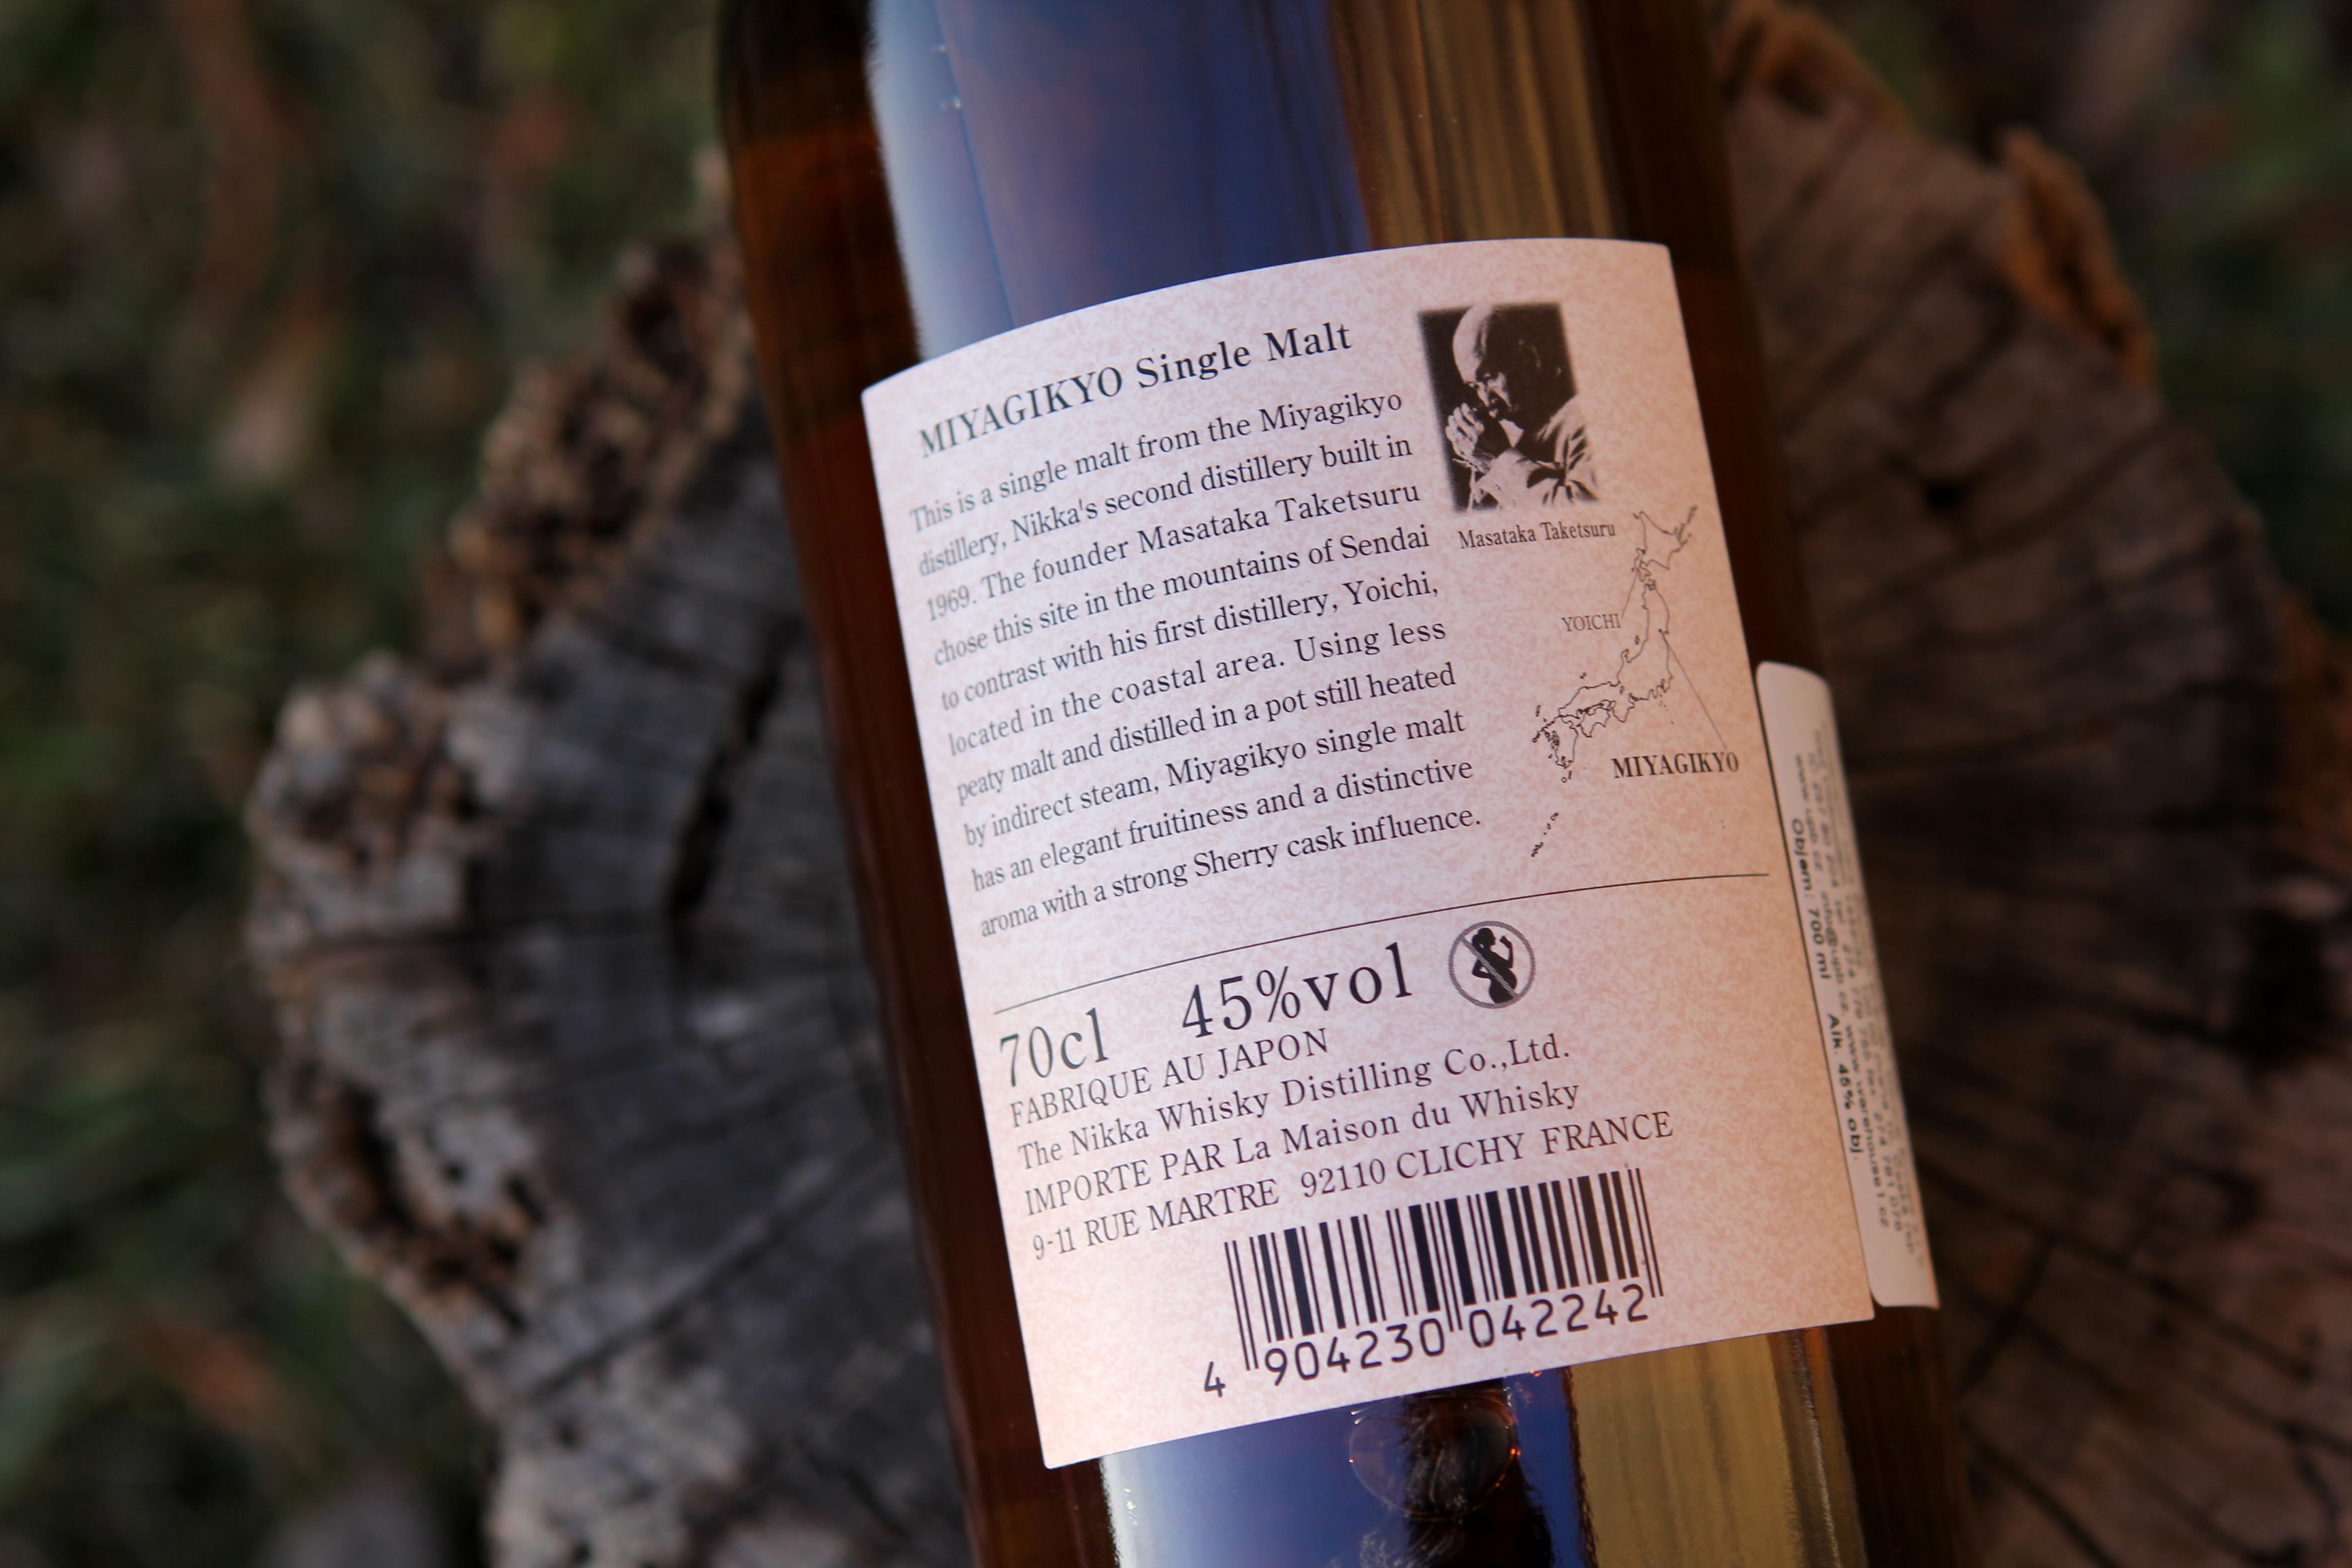 MIYAGIKYO Single Malt
This is a single malt from the Miyagikyo
distillery, Nikka's second distillery built in
1969. The founder Masataka Taketsuru
chose this site in the mountains of Sendai
to contrast with his first distillery, Yoichi,
located in the coastal area. Using less
peaty malt and distilled in a pot still heated
by indirect steam, Miyagikyo single malt
has an elegant fruitiness and a distinctive
aroma with a strong Sherry cask influence.
Masataka Taketsuru
YOICHI
MIYAGIKYO
70cl 45%vol
FABRIQUE AU JAPON
The Nikka Whisky Distilling Co.,Ltd.
IMPORTE PAR La Maison du Whisky
9-11 RUE MARTRE 92110 CLICHY FRANCE
4 904230 042242
Objem: 700 ml Alk. 45% obj.